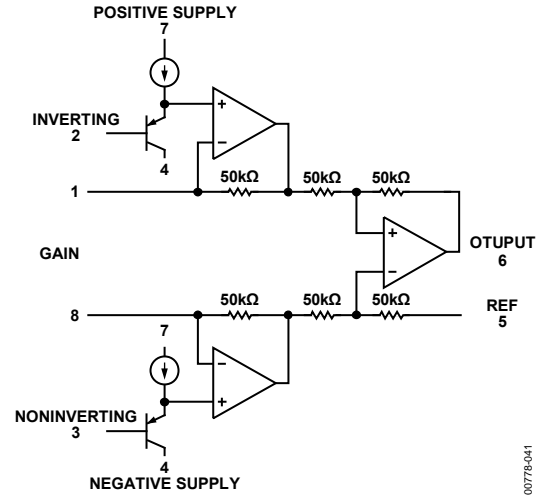 POSITIVE SUPPLY
7
INVERTING
2
+
−
4
50kΩ 50kΩ 50kΩ
1
+
−
OTUPUT
6
GAIN
50kΩ 50kΩ 50kΩ
8
REF
5
7
−
+
NONINVERTING
3
4
NEGATIVE SUPPLY
00778-041